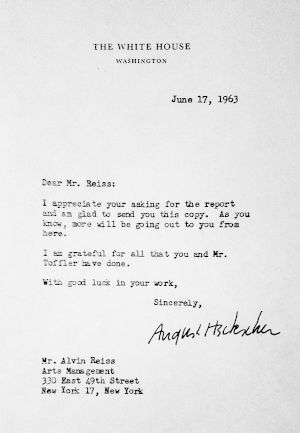 THE WHITE HOUSE
WASHINGTON
June 17, 1963
Dear Mr. Reiss:
I appreciate your asking for the report
and am glad to send you this copy. As you
know, more will be going out to you from
here.
I am grateful for all that you and Mr.
Toffler have done.
With good luck in your work,
Sincerely,
August Heckscher
Mr. Alvin Reiss
Arts Management
330 East 49th Street
New York 17, New York